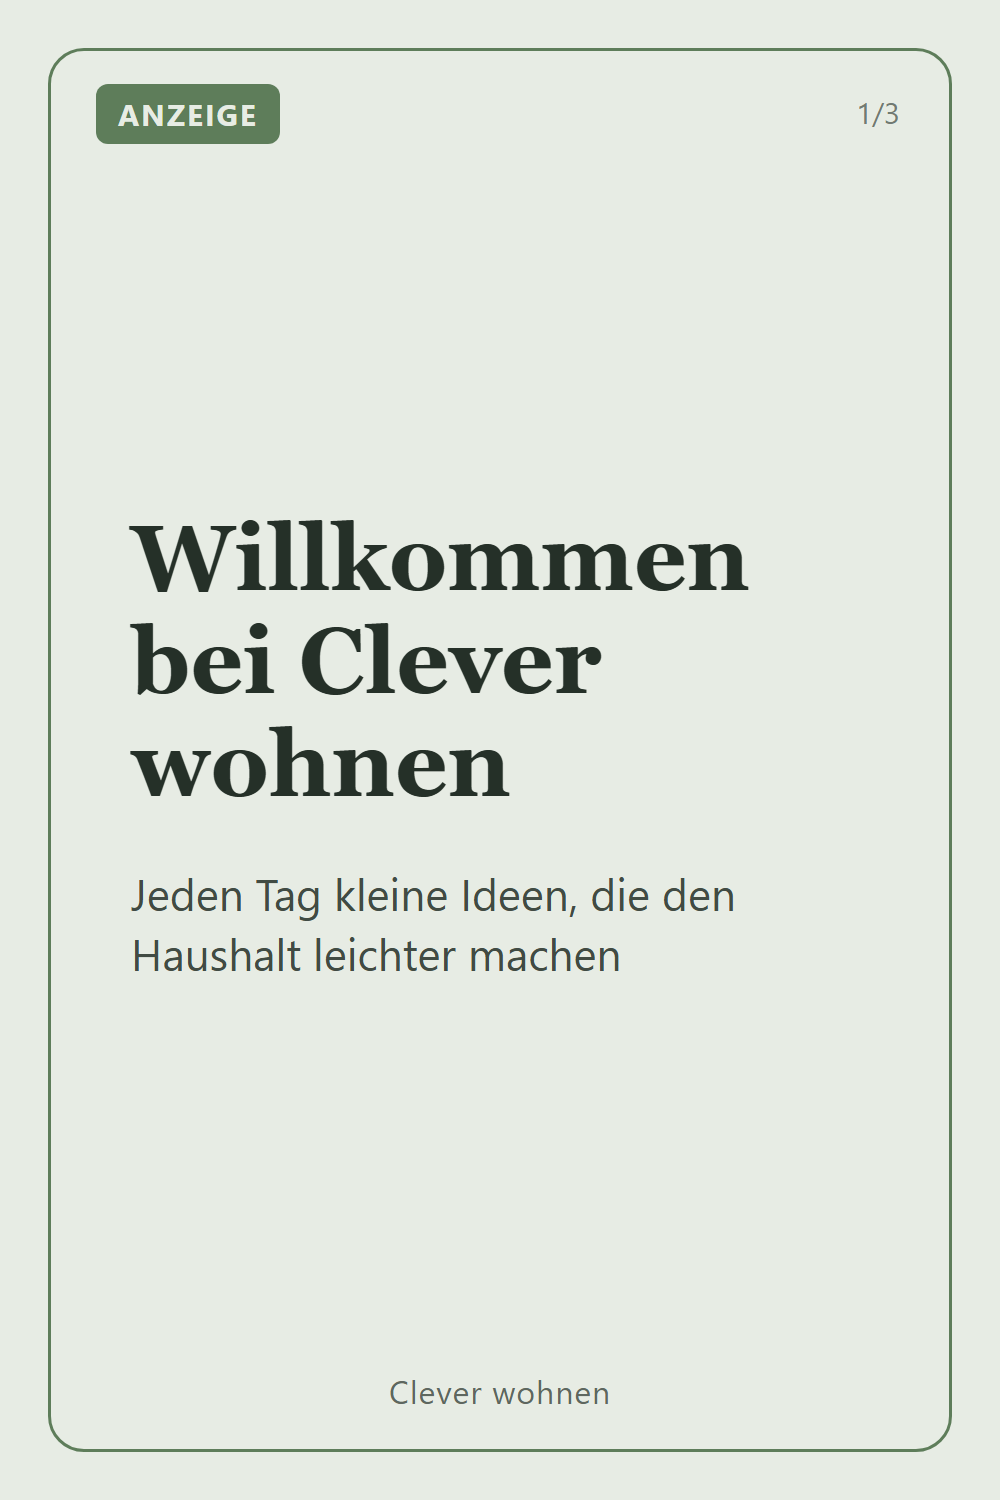 ANZEIGE
1/3
Willkommen
bei Clever
wohnen
Jeden Tag kleine Ideen, die den
Haushalt leichter machen
Clever wohnen